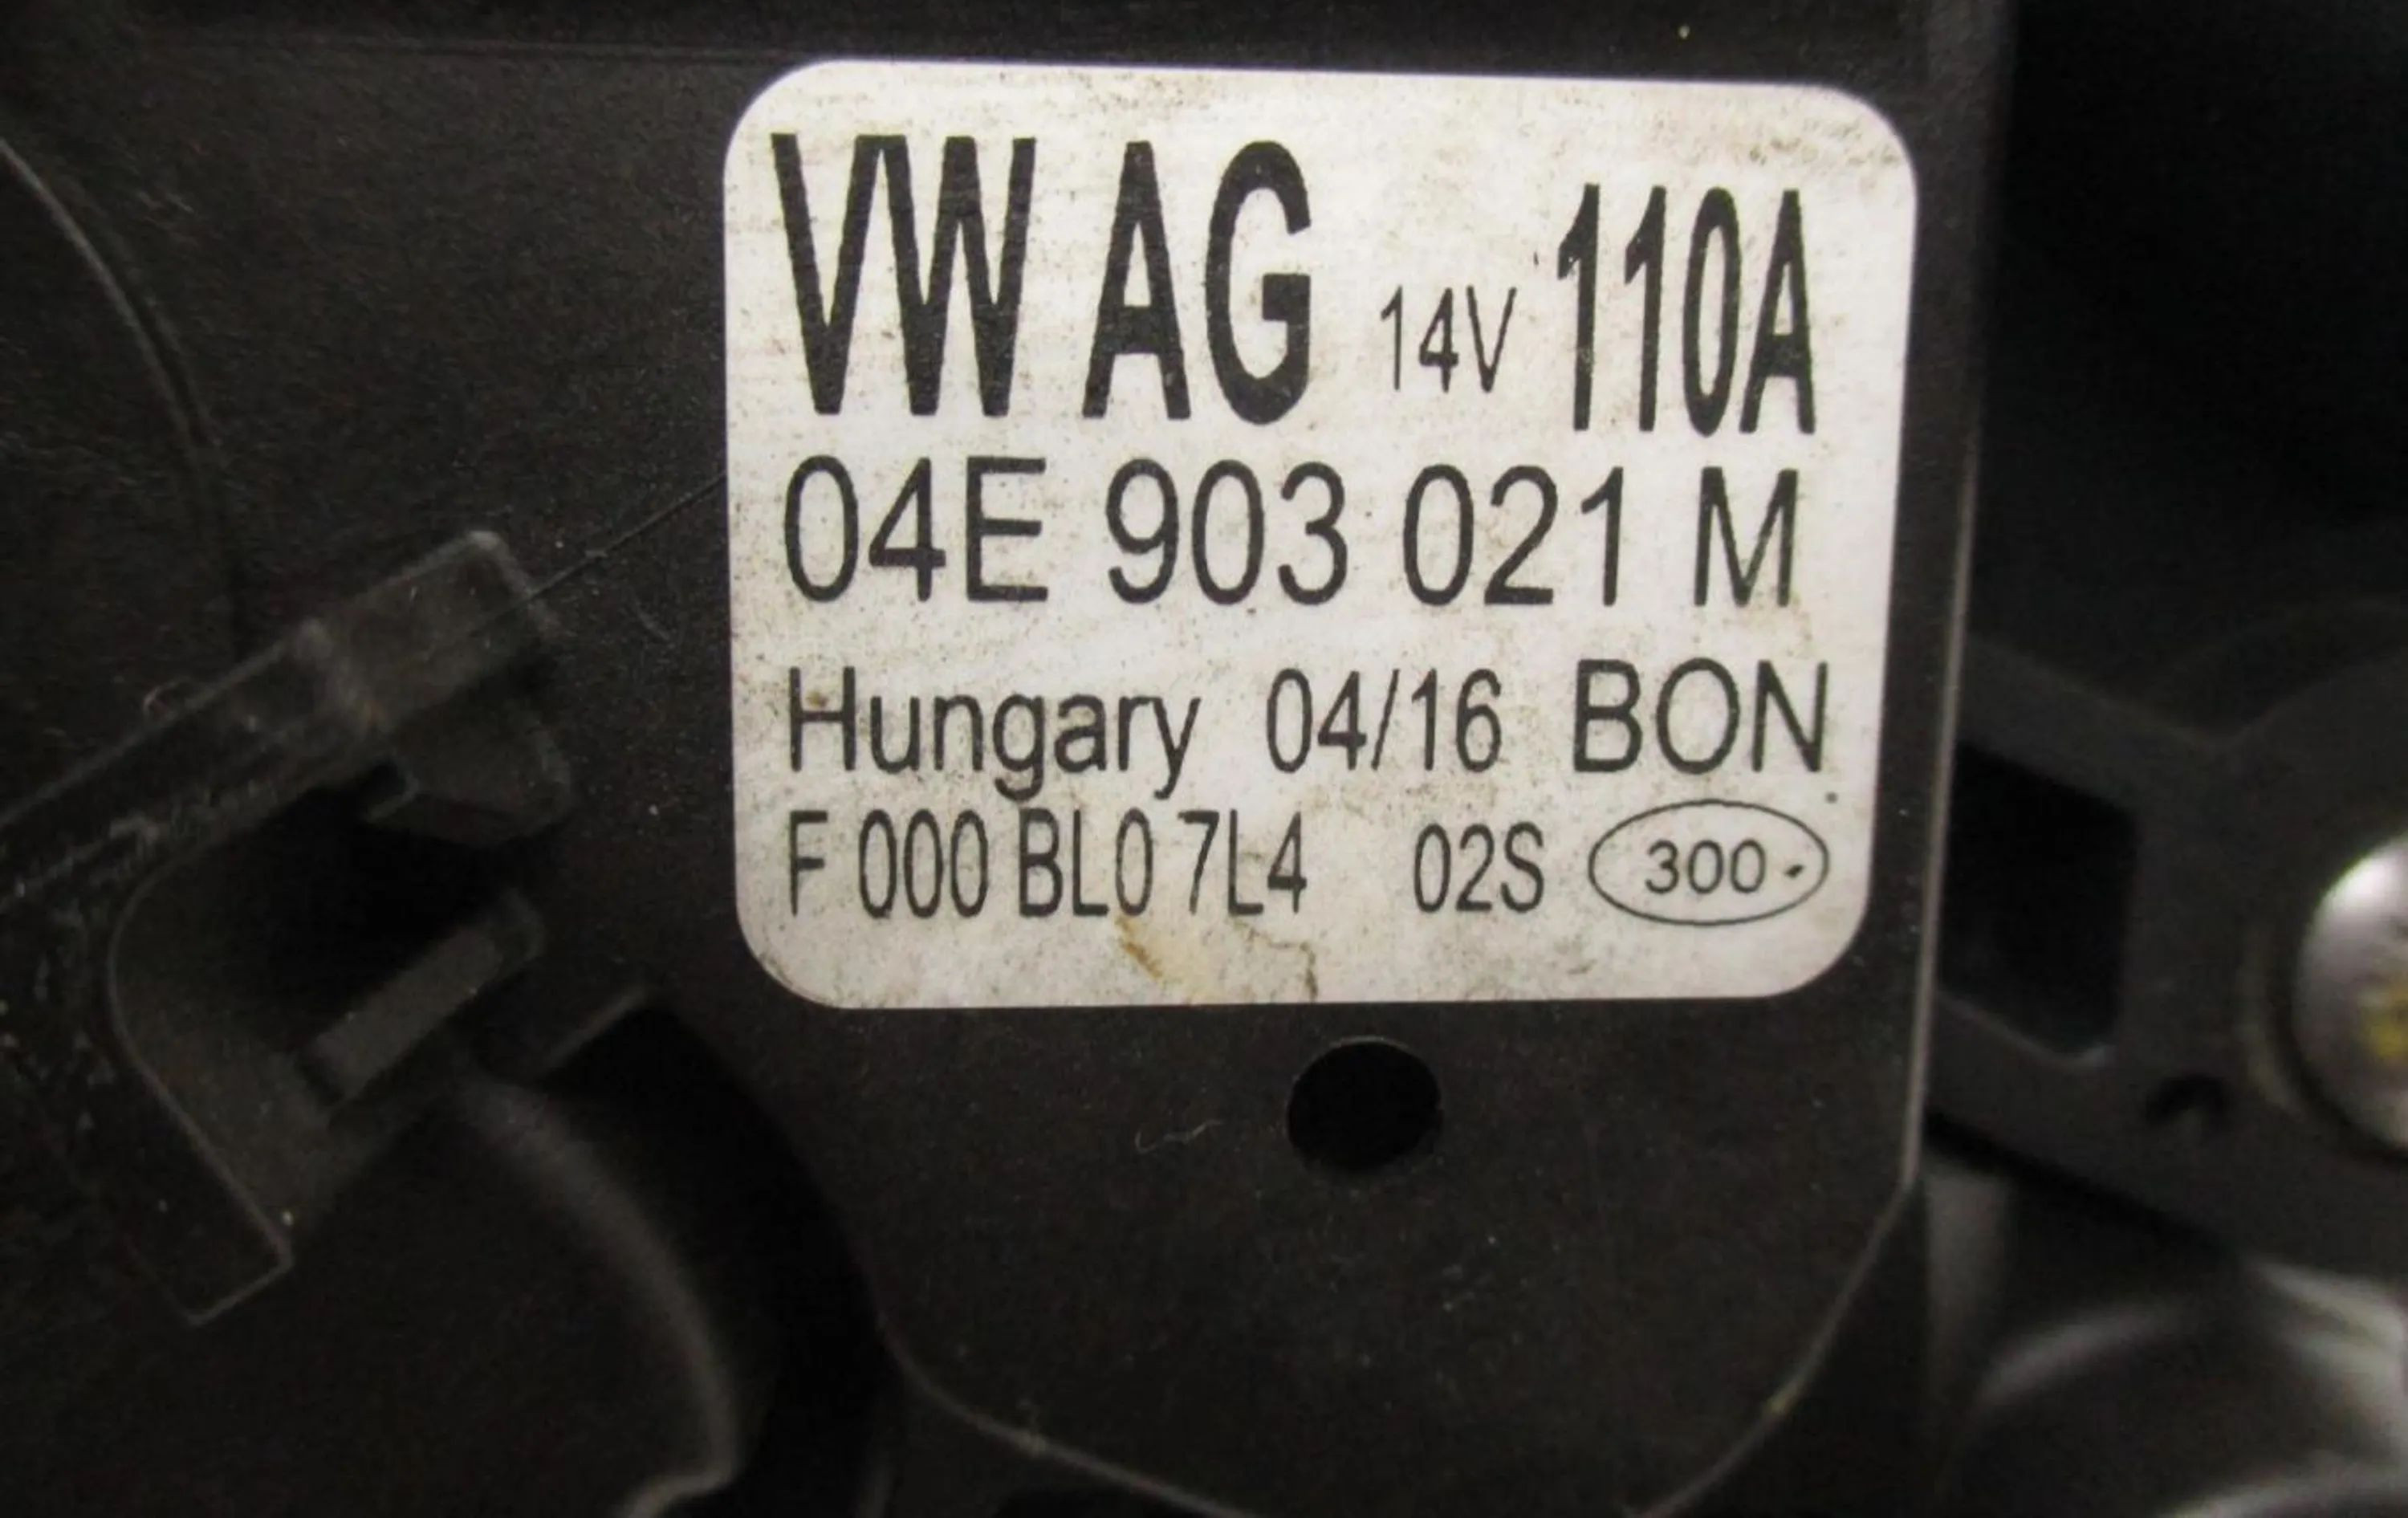 VW AG 14V 110A
04E 903 021 M
Hungary 04/16 BON
F 000 BL0 7L4 02S 300